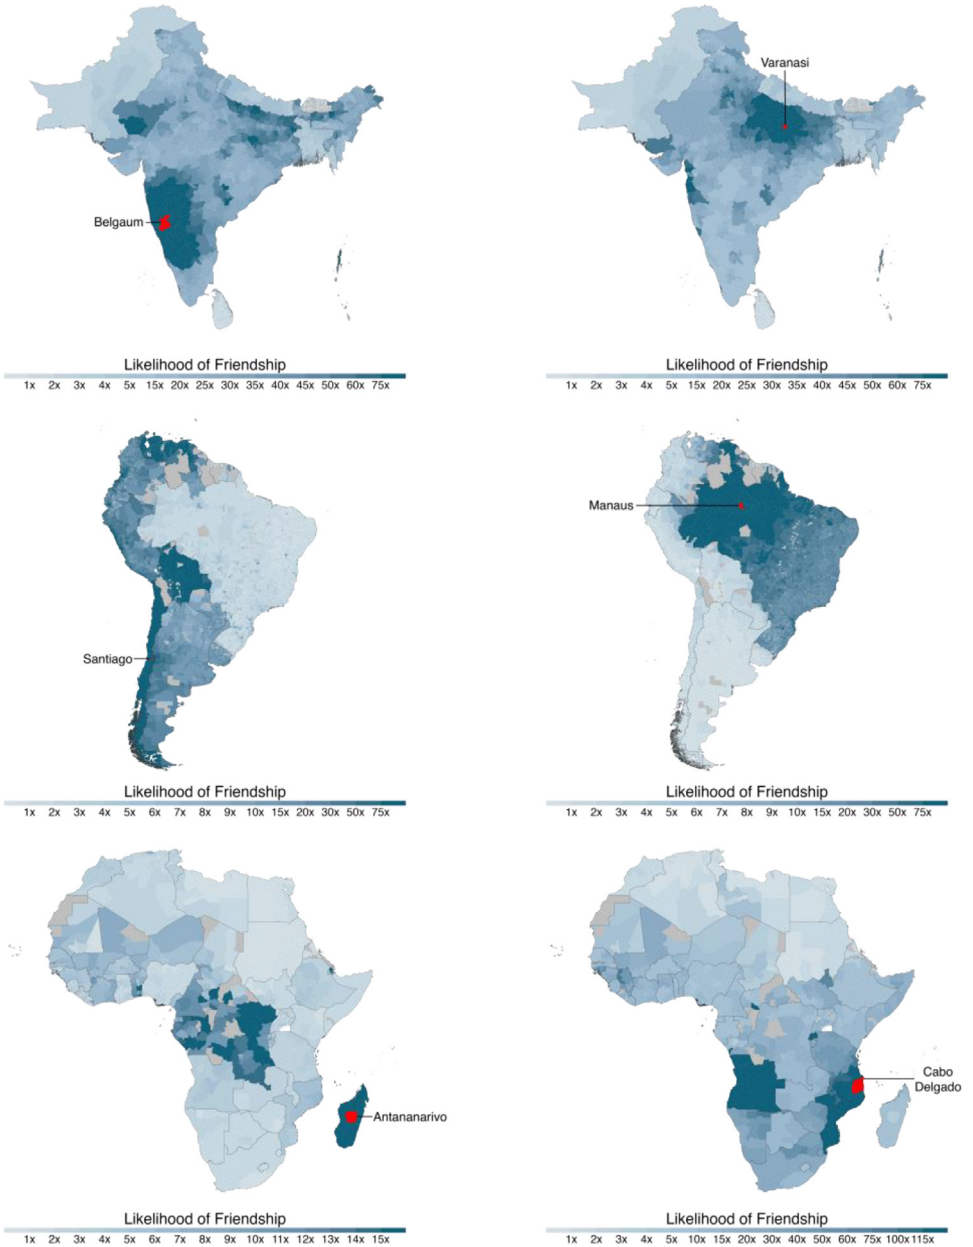 Varanasi
Belgaum
Likelihood of Friendship
1x 2x 3x 4x 5x 15x 20x 25x 30x 35x 40x 45x 50x 60x 75x
Likelihood of Friendship
1x 2x 3x 4x 5x 15x 20x 25x 30x 35x 40x 45x 50x 60x 75x
Manaus
Santiago
Likelihood of Friendship
1x 2x 3x 4x 5x 6x 7x 8x 9x 10x 15x 20x 30x 50x 75x
Likelihood of Friendship
1x 2x 3x 4x 5x 6x 7x 8x 9x 10x 15x 20x 30x 50x 75x
Cabo
Delgado
Antananarivo
Likelihood of Friendship
1x 2x 3x 4x 5x 6x 7x 8x 9x 10x 11x 12x 13x 14x 15x
Likelihood of Friendship
1x 2x 3x 4x 5x 10x 15x 20x 30x 40x 50x 60x 75x 100x 115x